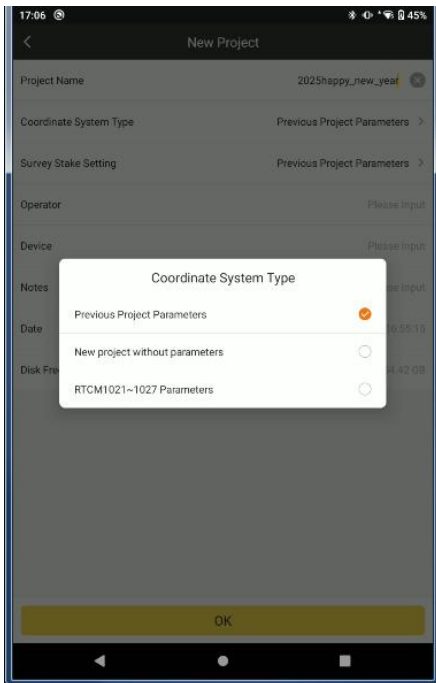 17:06 45%
New Project
Project Name 2025happy_new_year
Coordinate System Type Previous Project Parameters
Survey Stake Setting Previous Project Parameters
Operator Please Input
Device Please Input
Coordinate System Type
Notes
Previous Project Parameters
Date
New project without parameters
Disk Fre
RTCM1021~1027 Parameters
OK